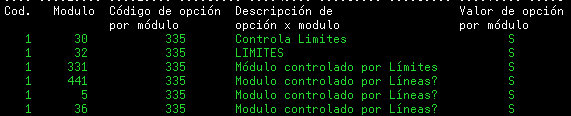 Cod. Modulo Código de opción Descripción de Valor de opción
por módulo opción x modulo por módulo
1 30 335 Controla Limites S
1 32 335 LIMITES S
1 331 335 Módulo controlado por Límites S
1 441 335 Modulo controlado por Líneas? S
1 5 335 Modulo controlado por Líneas? S
1 36 335 Modulo controlado por Líneas? S